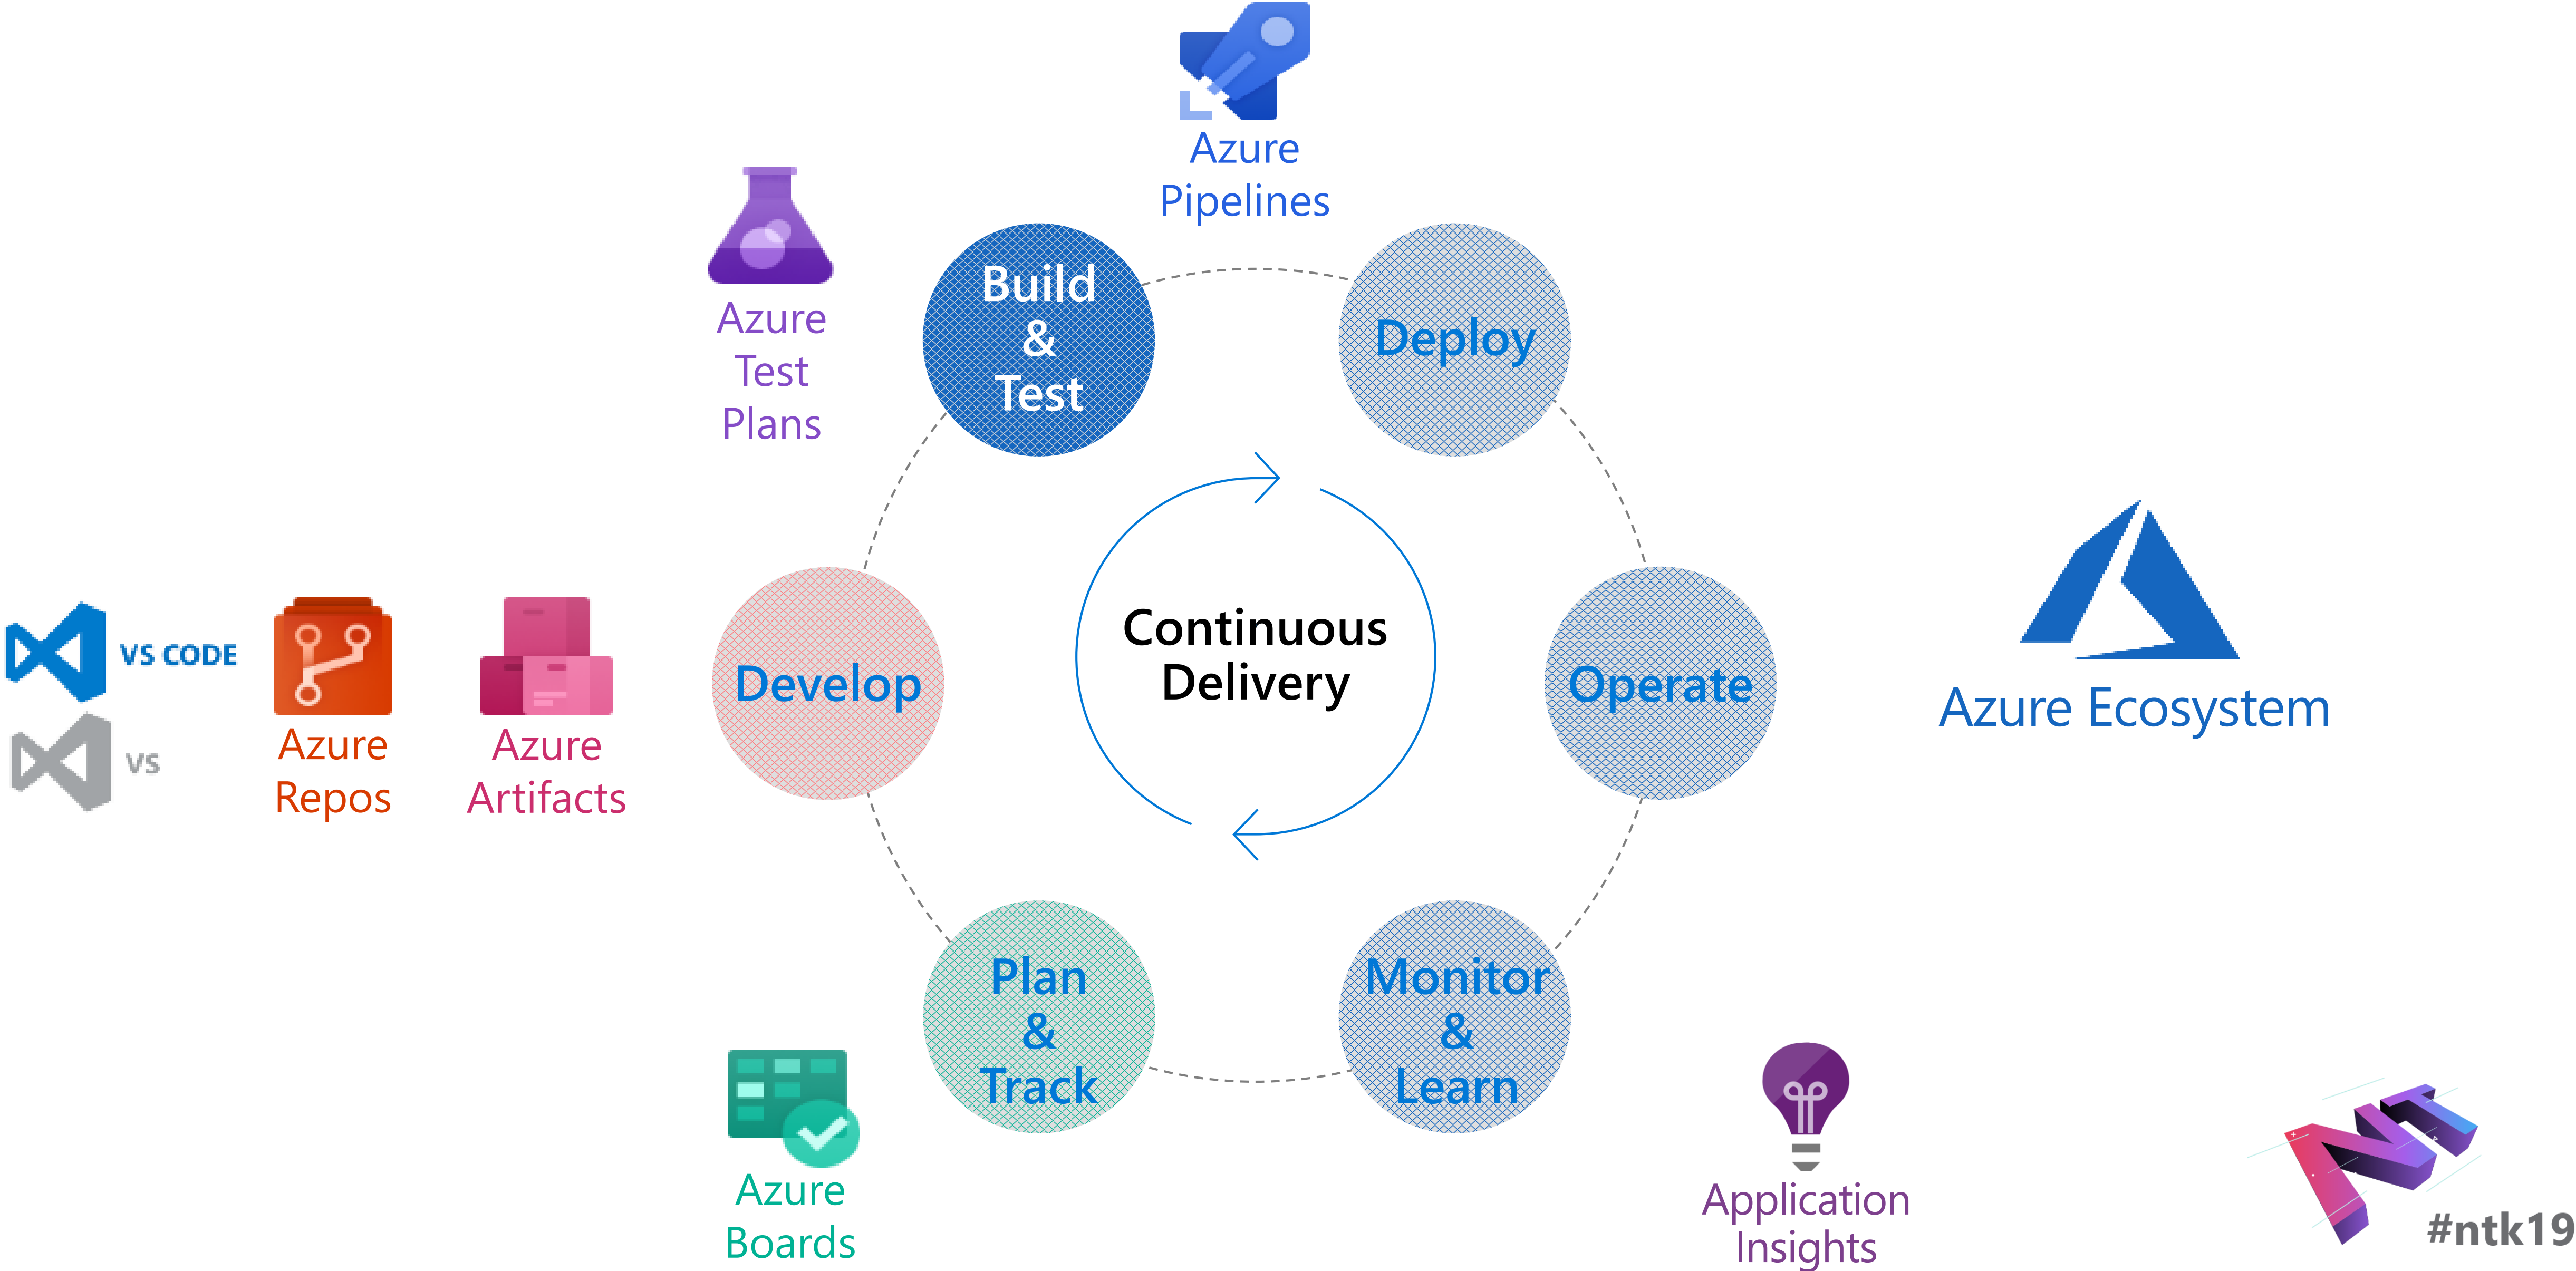 Azure
Pipelines
Azure
Test
Plans
Build
&
Test
Deploy
VS CODE
VS
Azure
Repos
Azure
Artifacts
Develop
Continuous
Delivery
Operate
Azure Ecosystem
Plan
&
Track
Monitor
&
Learn
Azure
Boards
Application
Insights
NT
#ntk19